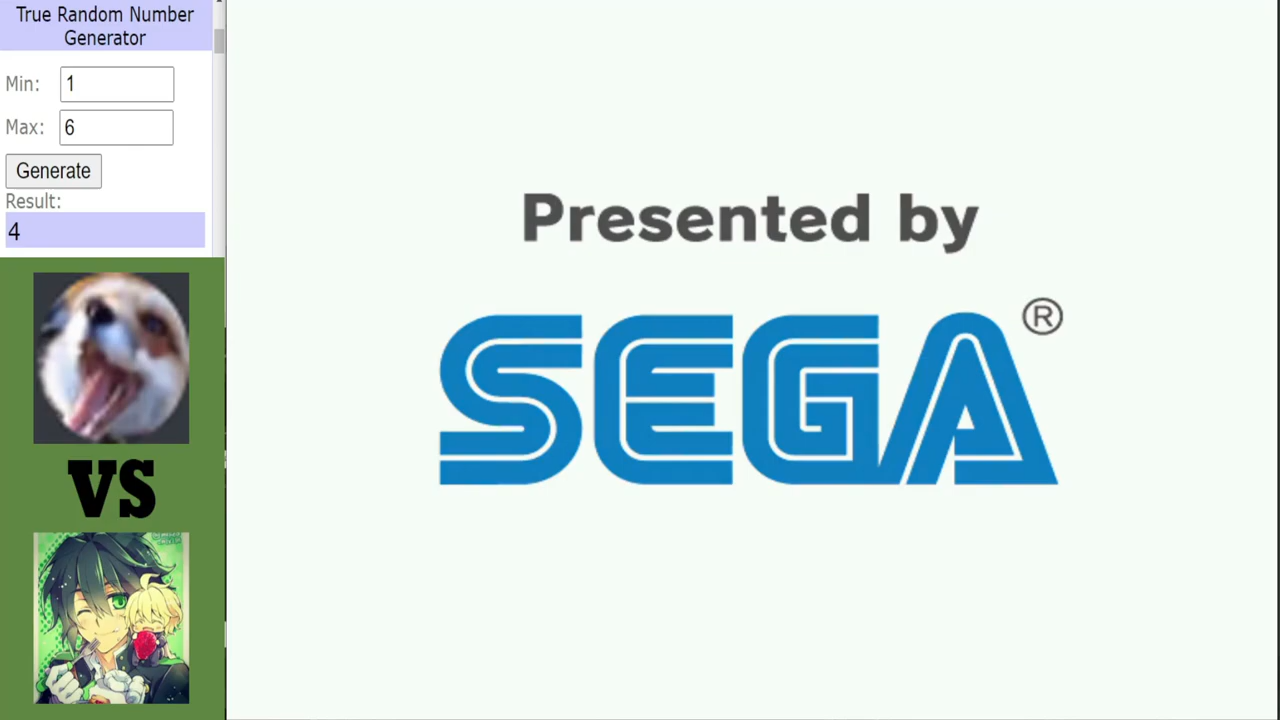 True Random Number
Generator
Min: 1
Max: 6
Generate
Result:
4
VS
Presented by
SEGA®